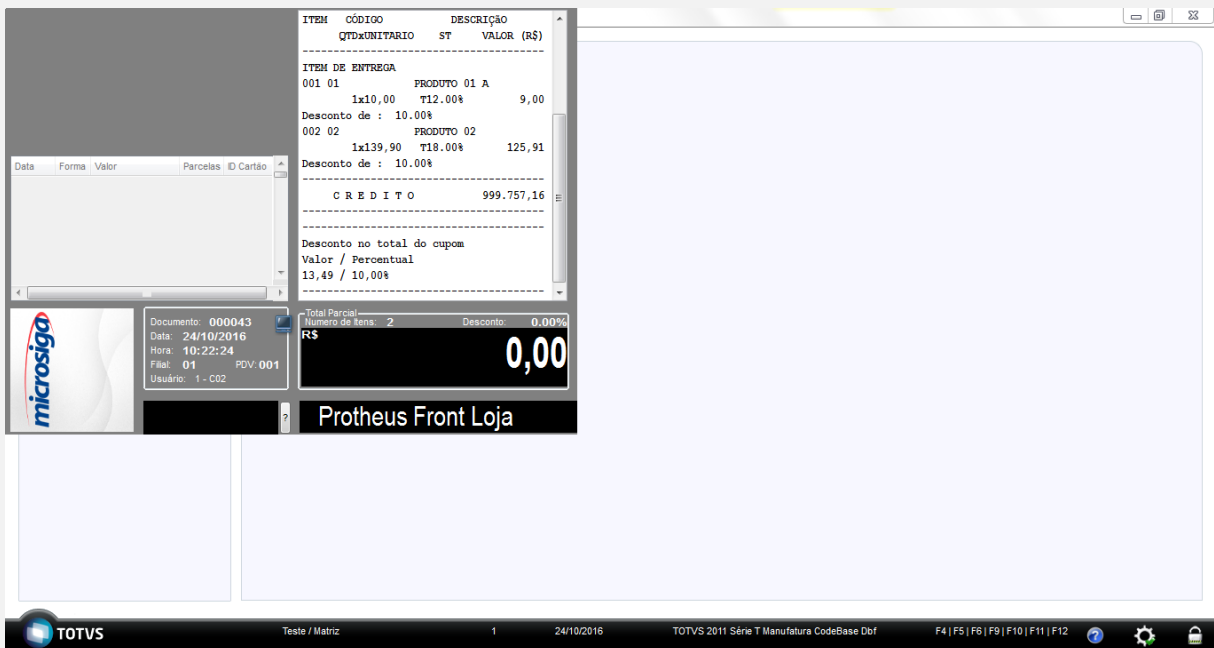 ITEM CÓDIGO DESCRIÇãO
QTDxUNITARIO ST VALOR (R$)
------------------------------------------
ITEM DE ENTREGA
001 01 PRODUTO 01 A
1x10,00 T12.00% 9,00
Desconto de : 10.00%
002 02 PRODUTO 02
1x139,90 T18.00% 125,91
Desconto de : 10.00%
------------------------------------------
C R E D I T O 999.757,16
------------------------------------------
------------------------------------------
Desconto no total do cupom
Valor / Percentual
13,49 / 10,00%
------------------------------------------
Data Forma Valor Parcelas ID Cartão
microsiga
Documento: 000043
Data: 24/10/2016
Hora: 10:22:24
Filial: 01 PDV: 001
Usuário: 1 - C02
?
Total Parcial
Numero de Itens: 2 Desconto: 0.00%
R$
0,00
Protheus Front Loja
TOTVS Teste / Matriz 1 24/10/2016 TOTVS 2011 Série T Manufatura CodeBase Dbf F4 | F5 | F6 | F9 | F10 | F11 | F12 ?